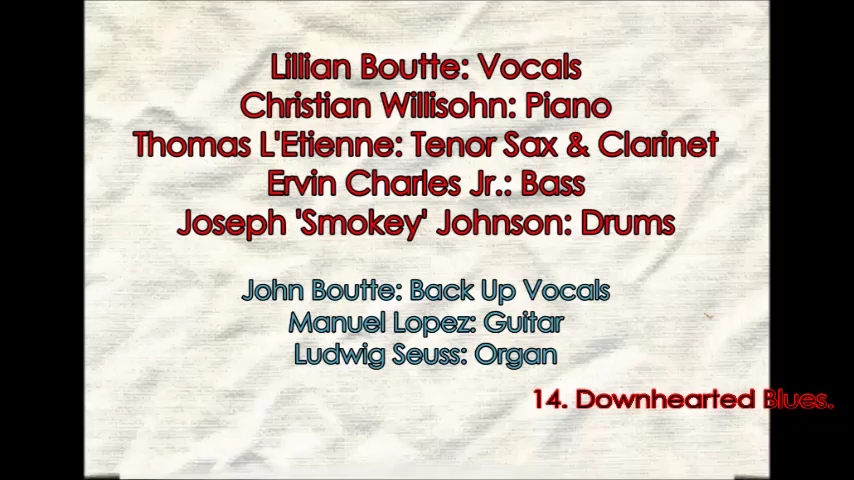 Lillian Boutte: Vocals
Christian Willisohn: Piano
Thomas L'Etienne: Tenor Sax & Clarinet
Ervin Charles Jr.: Bass
Joseph 'Smokey' Johnson: Drums
John Boutte: Back Up Vocals
Manuel Lopez: Guitar
Ludwig Seuss: Organ
14. Downhearted Blues.